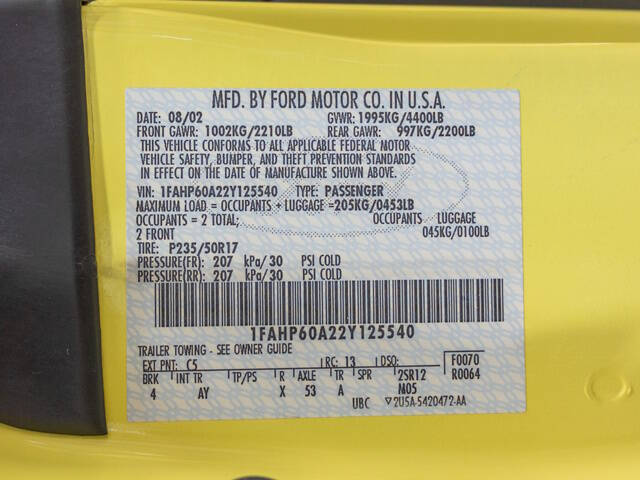 MFD. BY FORD MOTOR CO. IN U.S.A.
DATE: 08/02 GVWR: 1995KG/4400LB
FRONT GAWR: 1002KG/2210LB REAR GAWR: 997KG/2200LB
THIS VEHICLE CONFORMS TO ALL APPLICABLE FEDERAL MOTOR
VEHICLE SAFETY, BUMPER, AND THEFT PREVENTION STANDARDS
IN EFFECT ON THE DATE OF MANUFACTURE SHOWN ABOVE.
VIN: 1FAHP60A22Y125540 TYPE: PASSENGER
MAXIMUM LOAD = OCCUPANTS + LUGGAGE =205KG/0453LB
OCCUPANTS = 2 TOTAL; OCCUPANTS LUGGAGE
2 FRONT 045KG/0100LB
TIRE: P235/50R17
PRESSURE(FR): 207 kPa/30 PSI COLD
PRESSURE(RR): 207 kPa/30 PSI COLD
1FAHP60A22Y125540
TRAILER TOWING - SEE OWNER GUIDE
EXT PNT: C5 RC: 13 DSO: F0070
BRK INT TR TP/PS R AXLE TR SPR 2SR12 R0064
4 AY X 53 A M05
UBC ▽2U5A-5420472-AA